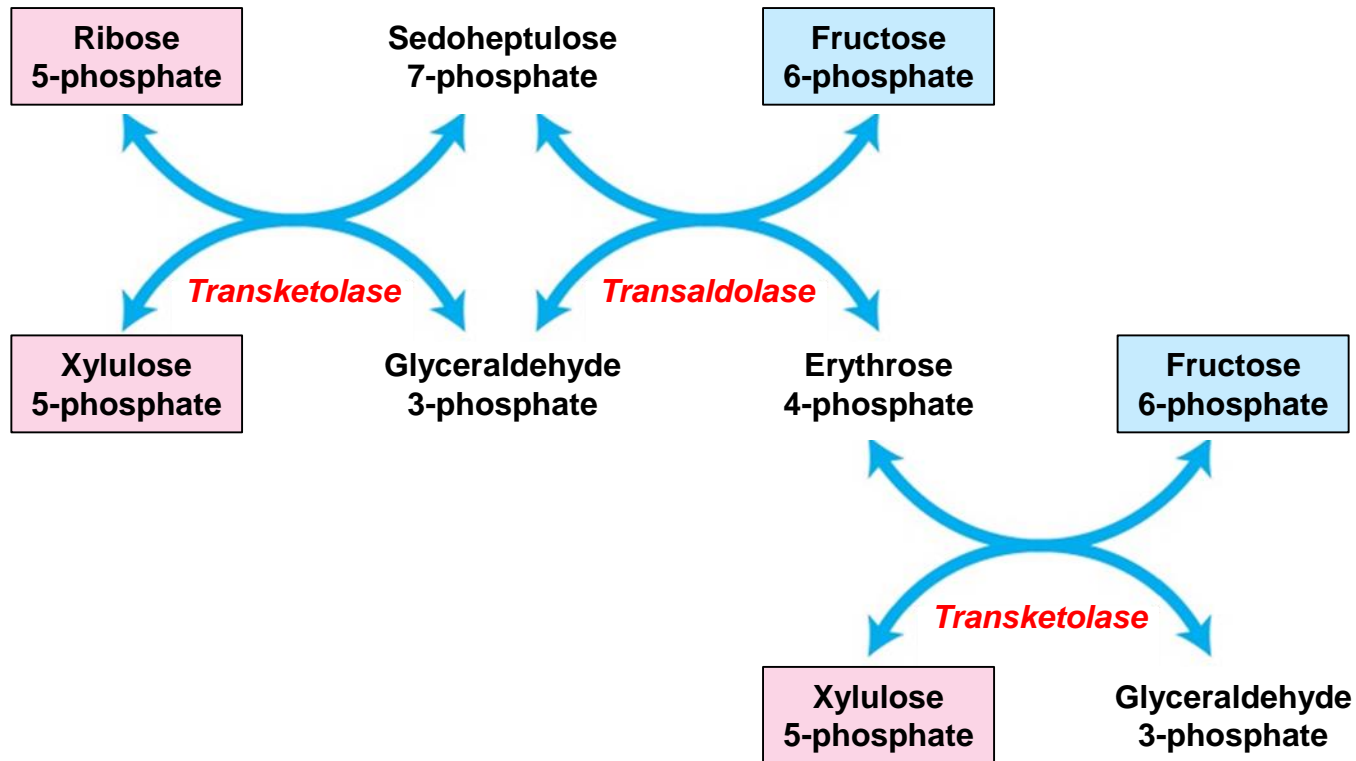 Ribose
5-phosphate
Sedoheptulose
7-phosphate
Fructose
6-phosphate
Transketolase
Transaldolase
Xylulose
5-phosphate
Glyceraldehyde
3-phosphate
Erythrose
4-phosphate
Fructose
6-phosphate
Transketolase
Xylulose
5-phosphate
Glyceraldehyde
3-phosphate